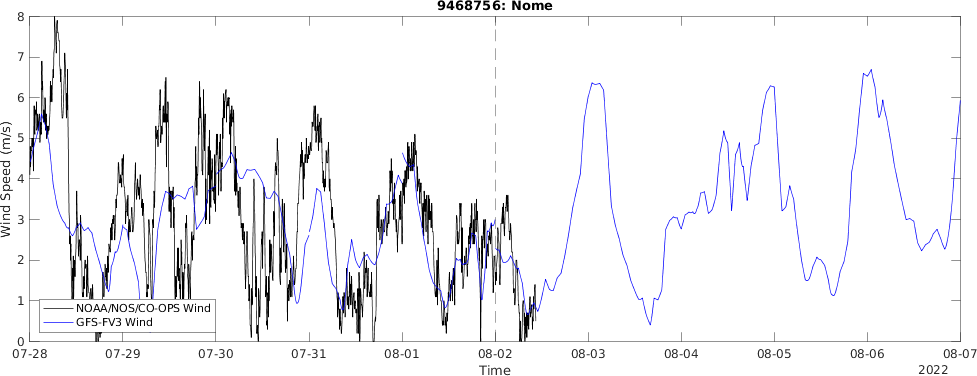 9468756: Nome
8
7
6
5
4
3
2
1
0
Wind Speed (m/s)
NOAA/NOS/CO-OPS Wind
GFS-FV3 Wind
07-28 07-29 07-30 07-31 08-01 08-02 08-03 08-04 08-05 08-06 08-07
Time
2022